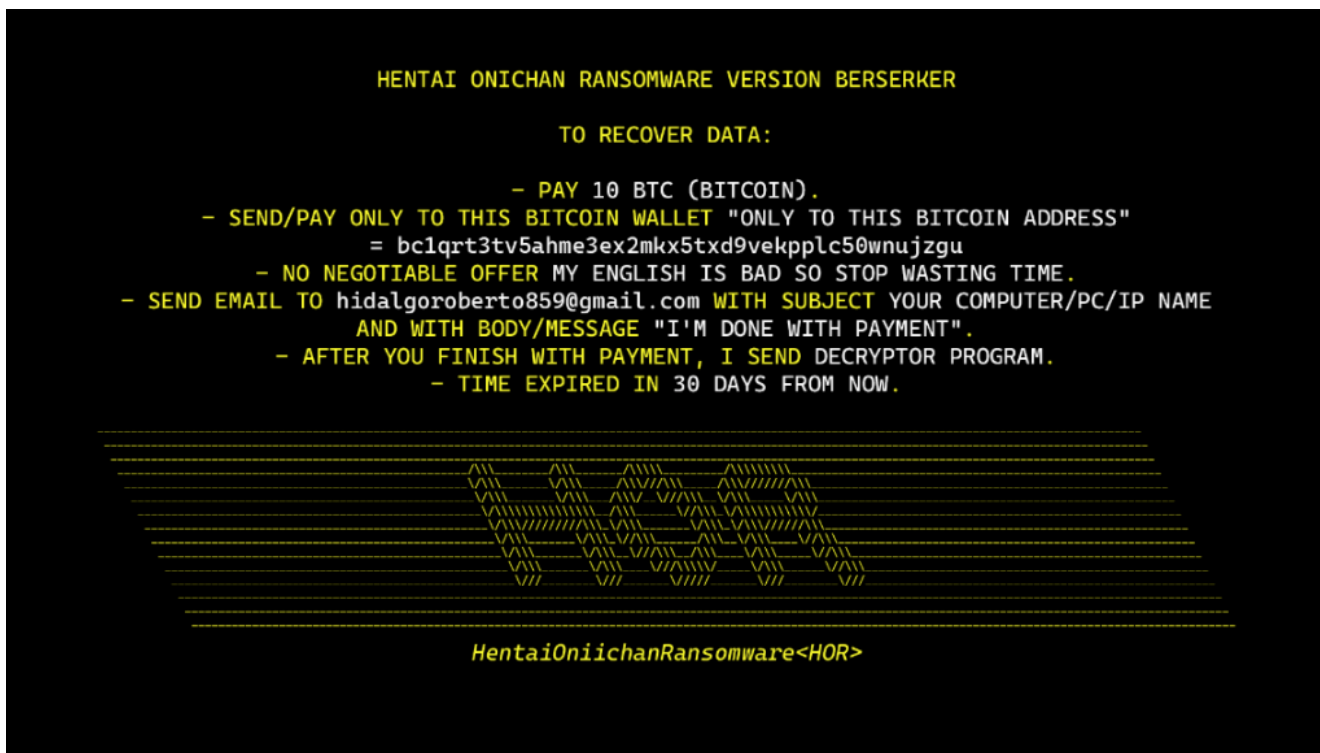 HENTAI ONICHAN RANSOMWARE VERSION BERSERKER
TO RECOVER DATA:
- PAY 10 BTC (BITCOIN).
- SEND/PAY ONLY TO THIS BITCOIN WALLET "ONLY TO THIS BITCOIN ADDRESS"
= bc1qrt3tv5ahme3ex2mkx5txd9vekpplc50wnujzgu
- NO NEGOTIABLE OFFER MY ENGLISH IS BAD SO STOP WASTING TIME.
- SEND EMAIL TO hidalgoroberto859@gmail.com WITH SUBJECT YOUR COMPUTER/PC/IP NAME
AND WITH BODY/MESSAGE "I'M DONE WITH PAYMENT".
- AFTER YOU FINISH WITH PAYMENT, I SEND DECRYPTOR PROGRAM.
- TIME EXPIRED IN 30 DAYS FROM NOW.
HOR
HentaiOniichanRansomware<HOR>